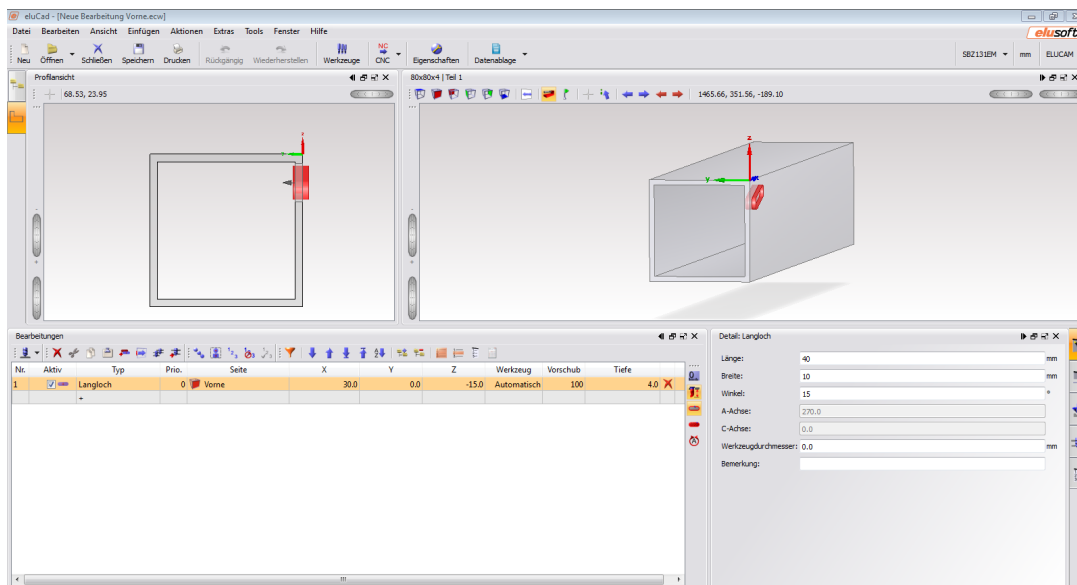 eluCad - [Neue Bearbeitung Vorne.ecw]
Datei Bearbeiten Ansicht Einfügen Aktionen Extras Tools Fenster Hilfe
elusoft
Neu Öffnen Schließen Speichern Drucken Rückgängig Wiederherstellen Werkzeuge CNC Eigenschaften Datenablage
SBZ131EM mm ELUCAM
Profilansicht
68.53, 23.95
80x80x4 | Teil 1
1465.66, 351.56, -189.10
z
Y
Bearbeitungen
Nr. Aktiv Typ Prio. Seite X Y Z Werkzeug Vorschub Tiefe
1 Langloch 0 Vorne 30.0 0.0 -15.0 Automatisch 100 4.0
+
Detail: Langloch
Länge: 40 mm
Breite: 10 mm
Winkel: 15 °
A-Achse: 270.0
C-Achse: 0.0
Werkzeugdurchmesser: 0.0 mm
Bemerkung: